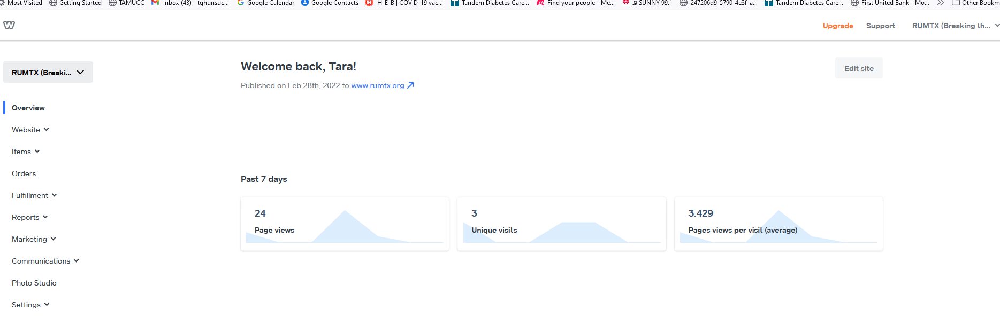 Most Visited Getting Started TAMUCC Inbox (43) - tghunsuc... Google Calendar Google Contacts H-E-B | COVID-19 vac... Tandem Diabetes Care... Find your people - Me... SUNNY 99.1 247206d9-5790-4e3f-a... Tandem Diabetes Care... First United Bank - Mo... Other Bookm
Upgrade Support RUMTX (Breaking th...
RUMTX (Breaki...
Welcome back, Tara!
Edit site
Published on Feb 28th, 2022 to www.rumtx.org
Overview
Website
Items
Orders
Fulfillment
Reports
Marketing
Communications
Photo Studio
Settings
Past 7 days
24
Page views
3
Unique visits
3.429
Pages views per visit (average)